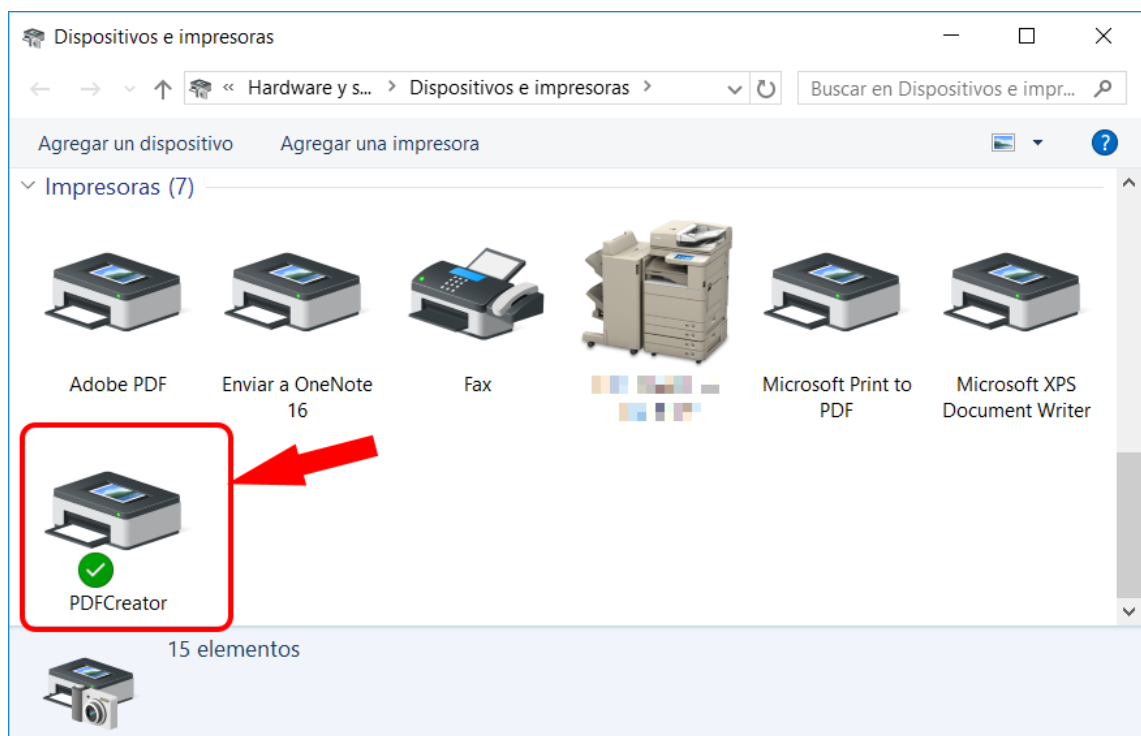 Dispositivos e impresoras
« Hardware y s... > Dispositivos e impresoras >
Buscar en Dispositivos e impr...
Agregar un dispositivo
Agregar una impresora
?
Impresoras (7)
Adobe PDF
Enviar a OneNote
16
Fax
Microsoft Print to
PDF
Microsoft XPS
Document Writer
PDFCreator
15 elementos